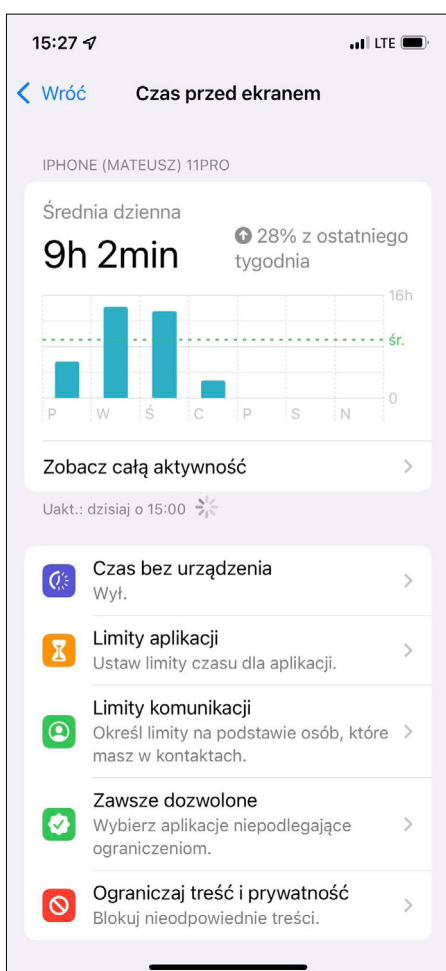 15:27 LTE
Wróć Czas przed ekranem
IPHONE (MATEUSZ) 11PRO
Średnia dzienna
9h 2min
28% z ostatniego
tygodnia
16h
śr.
0
P W Ś C P S N
Zobacz całą aktywność
Uakt.: dzisiaj o 15:00
Czas bez urządzenia
Wył.
Limity aplikacji
Ustaw limity czasu dla aplikacji.
Limity komunikacji
Określ limity na podstawie osób, które
masz w kontaktach.
Zawsze dozwolone
Wybierz aplikacje niepodlegające
ograniczeniom.
Ograniczaj treść i prywatność
Blokuj nieodpowiednie treści.